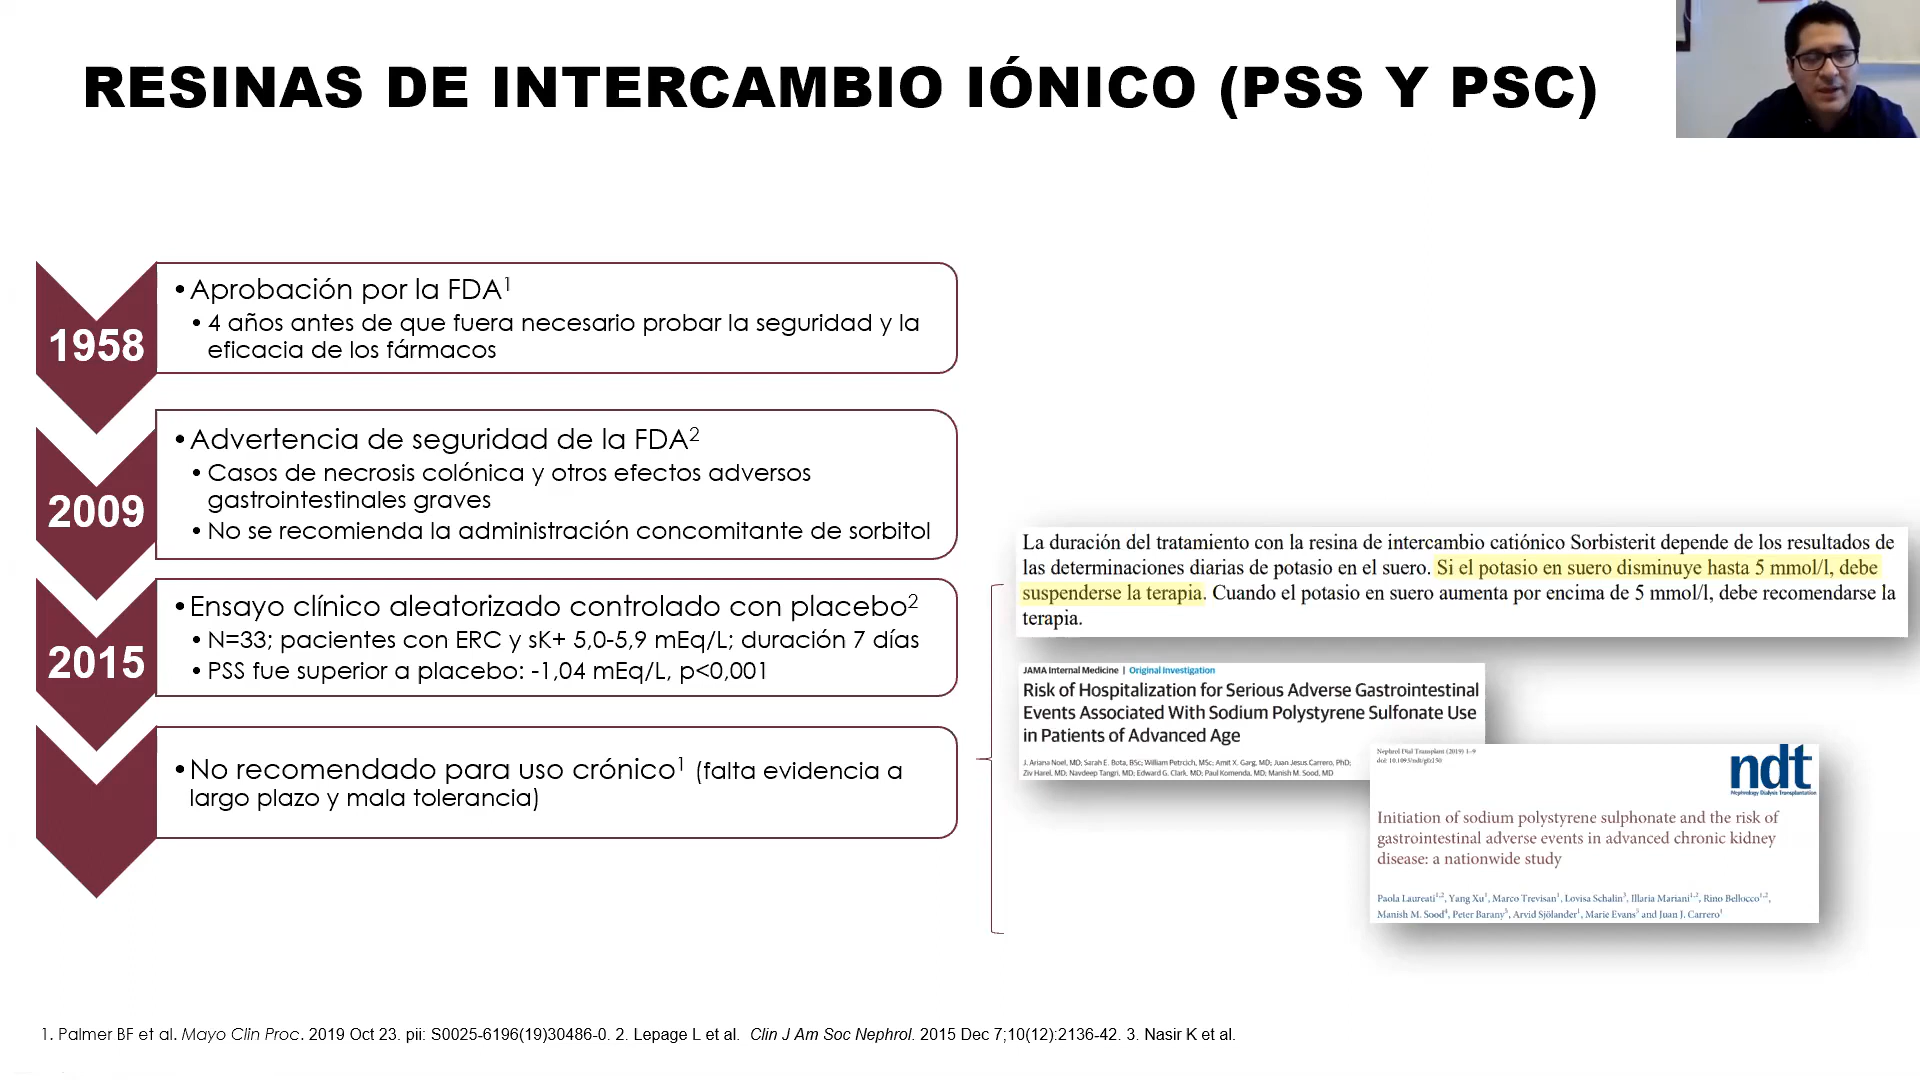 RESINAS DE INTERCAMBIO IÓNICO (PSS Y PSC)
1958
•Aprobación por la FDA1
•4 años antes de que fuera necesario probar la seguridad y la
eficacia de los fármacos
2009
•Advertencia de seguridad de la FDA2
•Casos de necrosis colónica y otros efectos adversos
gastrointestinales graves
•No se recomienda la administración concomitante de sorbitol
2015
•Ensayo clínico aleatorizado controlado con placebo2
•N=33; pacientes con ERC y sK+ 5,0-5,9 mEq/L; duración 7 días
•PSS fue superior a placebo: -1,04 mEq/L, p<0,001
•No recomendado para uso crónico1 (falta evidencia a
largo plazo y mala tolerancia)
La duración del tratamiento con la resina de intercambio catiónico Sorbisterit depende de los resultados de
las determinaciones diarias de potasio en el suero. Si el potasio en suero disminuye hasta 5 mmol/l, debe
suspenderse la terapia. Cuando el potasio en suero aumenta por encima de 5 mmol/l, debe recomendarse la
terapia.
JAMA Internal Medicine | Original Investigation
Risk of Hospitalization for Serious Adverse Gastrointestinal
Events Associated With Sodium Polystyrene Sulfonate Use
in Patients of Advanced Age
J. Ariana Noel, MD; Sarah E. Bota, BSc; William Petrcich, MSc; Amit X. Garg, MD; Juan Jesus Carrero, PhD;
Ziv Harel, MD; Navdeep Tangri, MD; Edward G. Clark, MD; Paul Komenda, MD; Manish M. Sood, MD
Nephrol Dial Transplant (2019) 1–9
doi: 10.1093/ndt/gfz150
ndt
Nephrology Dialysis Transplantation
Initiation of sodium polystyrene sulphonate and the risk of
gastrointestinal adverse events in advanced chronic kidney
disease: a nationwide study
Paola Laureati1,2, Yang Xu1, Marco Trevisan1, Lovisa Schalin3, Illaria Mariani1,2, Rino Bellocco1,2,
Manish M. Sood4, Peter Barany5, Arvid Sjölander1, Marie Evans5 and Juan J. Carrero1
1. Palmer BF et al. Mayo Clin Proc. 2019 Oct 23. pii: S0025-6196(19)30486-0. 2. Lepage L et al. Clin J Am Soc Nephrol. 2015 Dec 7;10(12):2136-42. 3. Nasir K et al.